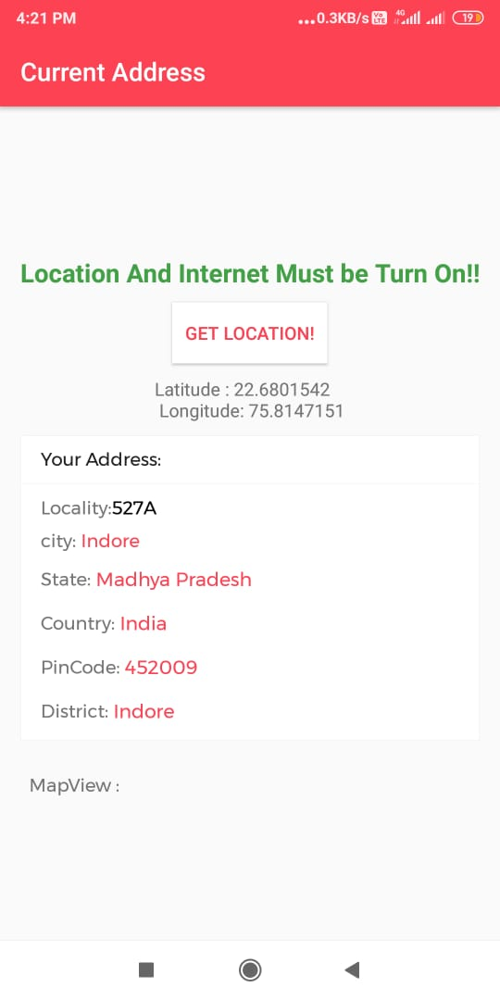 4:21 PM ...0.3KB/s Vo LTE 4G 19
Current Address
Location And Internet Must be Turn On!!
GET LOCATION!
Latitude : 22.6801542
Longitude: 75.8147151
Your Address:
Locality:527A
city: Indore
State: Madhya Pradesh
Country: India
PinCode: 452009
District: Indore
MapView :